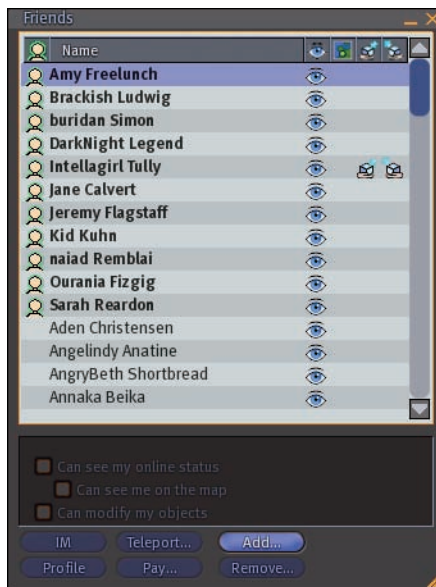 Friends
Name
Amy Freelunch
Brackish Ludwig
buridan Simon
DarkNight Legend
Intellagirl Tully
Jane Calvert
Jeremy Flagstaff
Kid Kuhn
naiad Remblai
Ourania Fizgig
Sarah Reardon
Aden Christensen
Angelindy Anatine
AngryBeth Shortbread
Annaka Beika
Can see my online status
Can see me on the map
Can modify my objects
IM Teleport... Add...
Profile Pay... Remove...